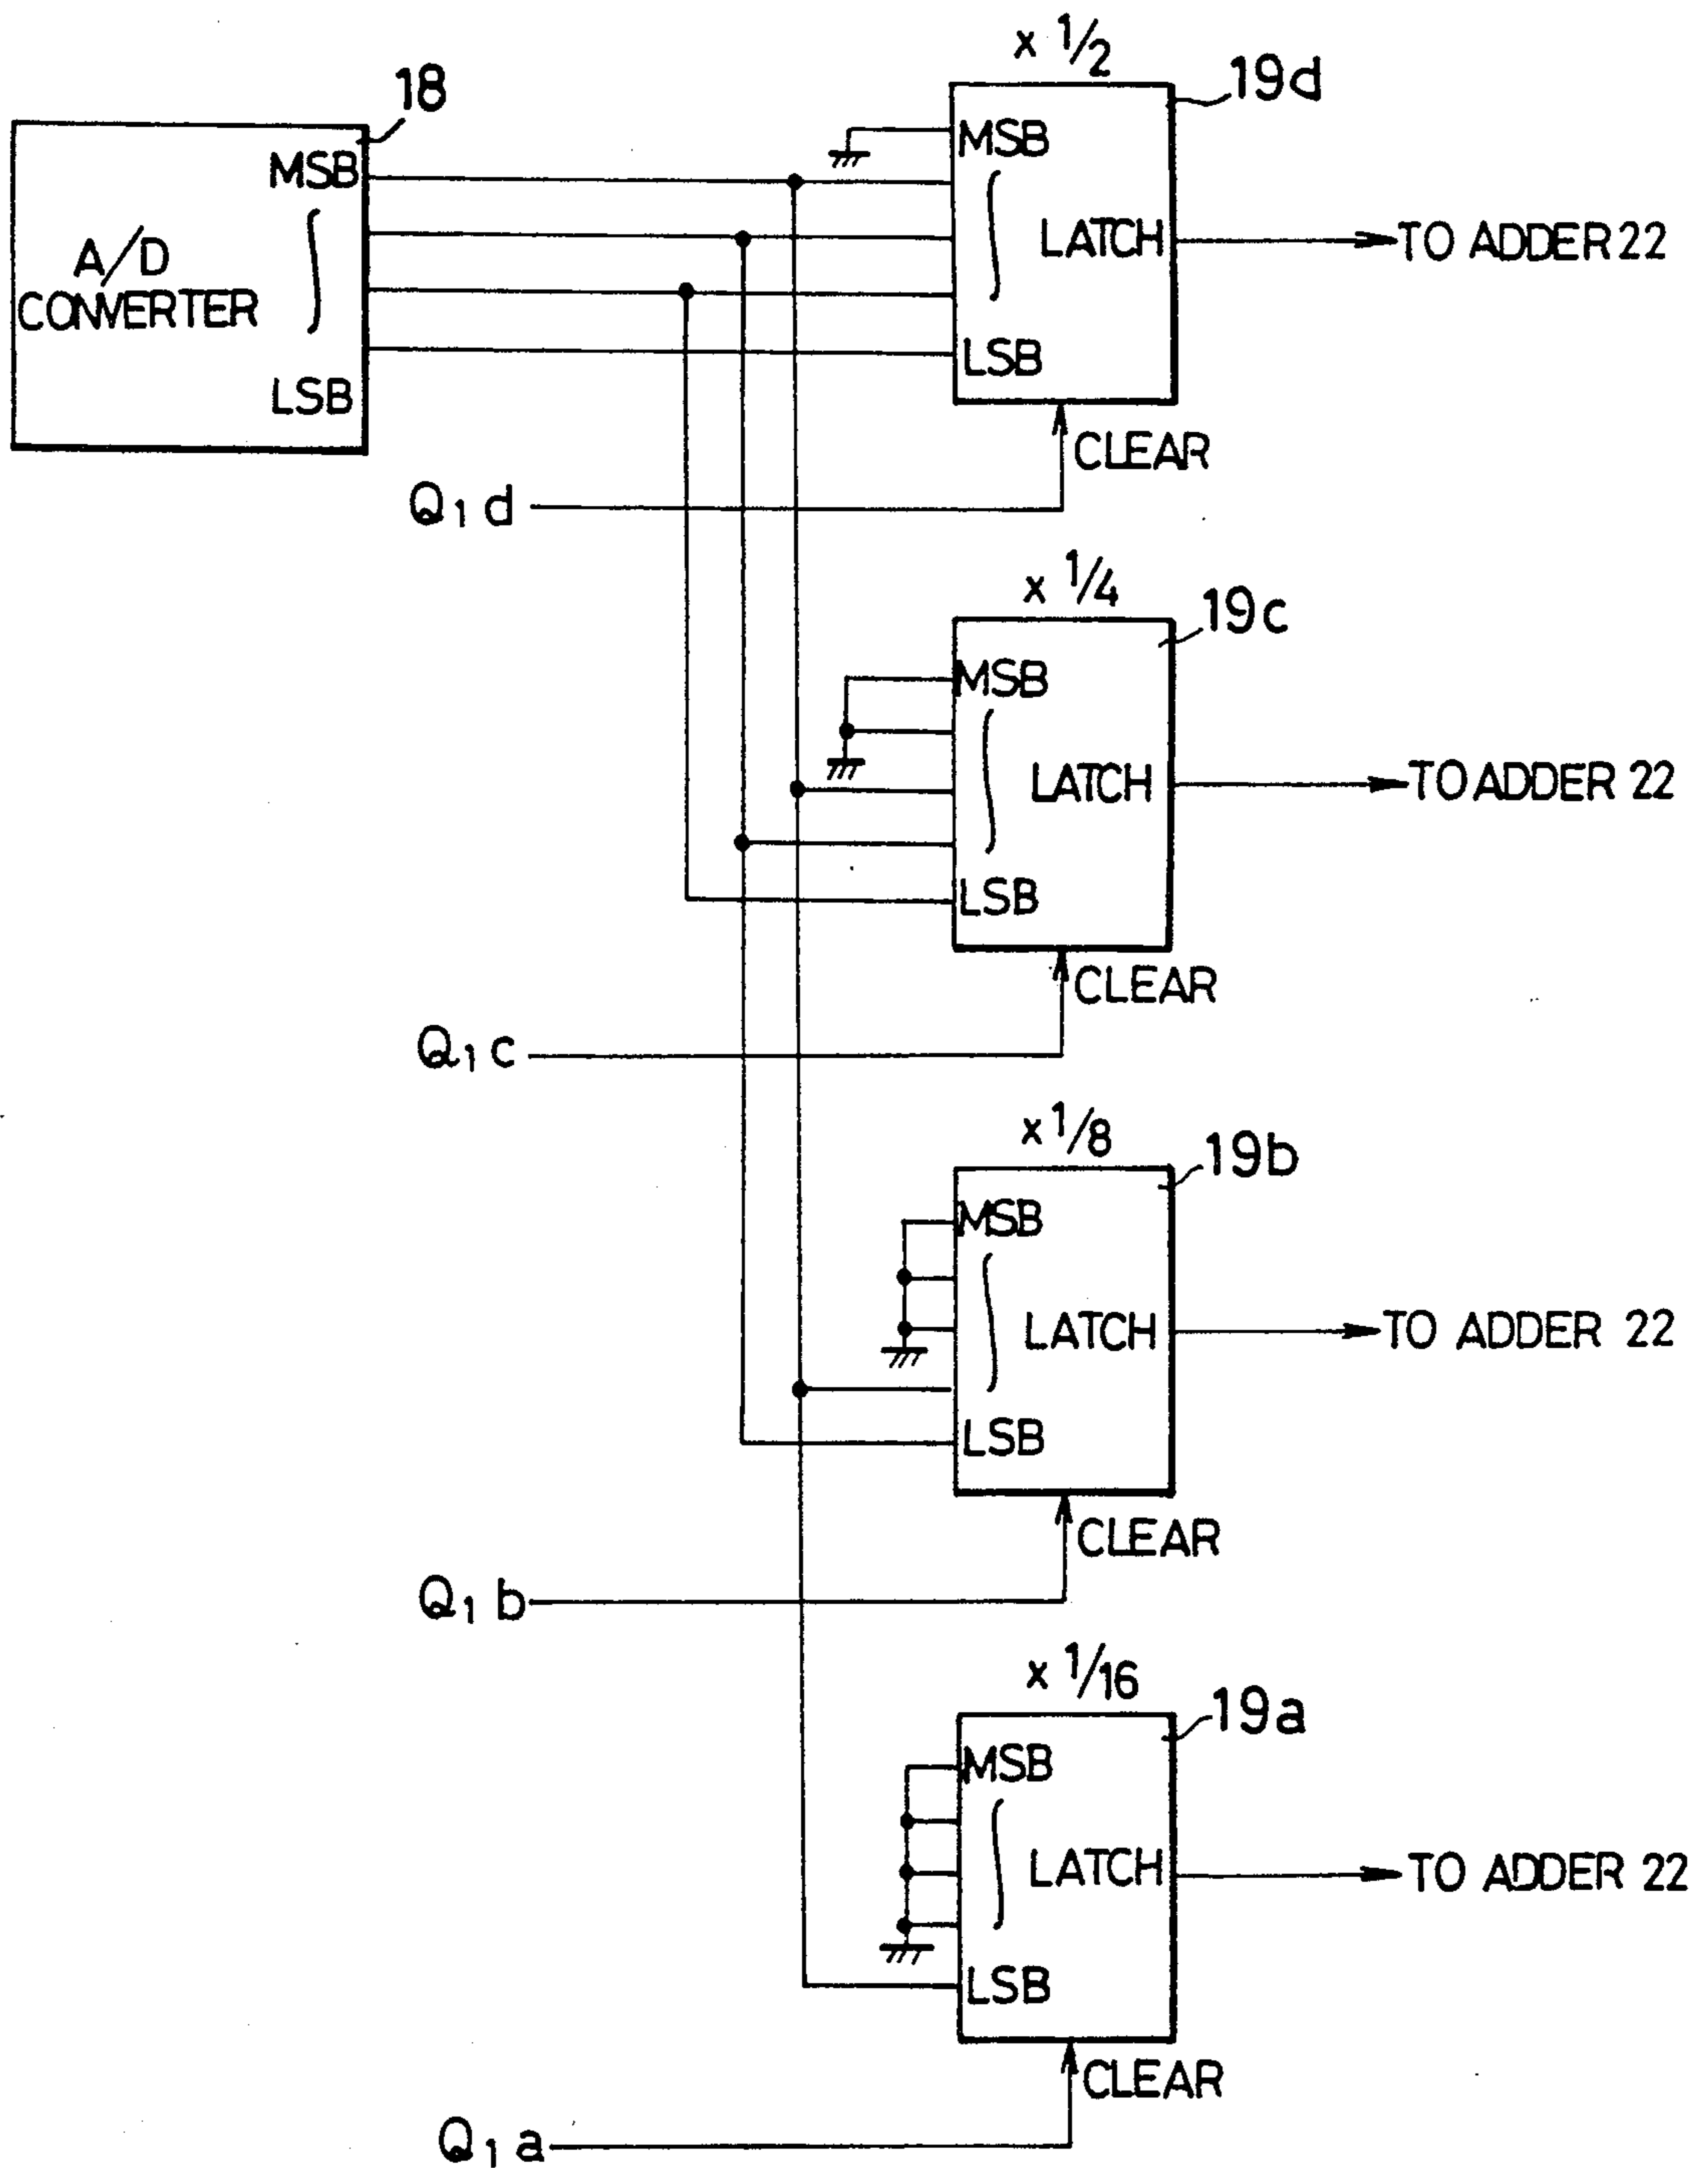 x 1/2
18
19d
MSB
MSB
A/D
CONVERTER
LATCH
TO ADDER 22
LSB
LSB
CLEAR
Q1 d
x 1/4
19c
MSB
LATCH
TO ADDER 22
LSB
CLEAR
Q1 c
x 1/8
19b
MSB
LATCH
TO ADDER 22
LSB
CLEAR
Q1 b
x 1/16
19a
MSB
LATCH
TO ADDER 22
LSB
CLEAR
Q1 a